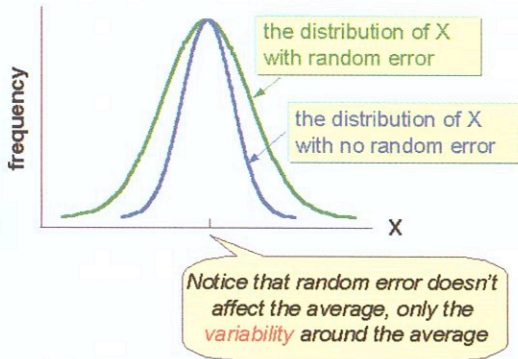 the distribution of X
with random error
the distribution of X
with no random error
frequency
X
Notice that random error doesn't
affect the average, only the
variability around the average